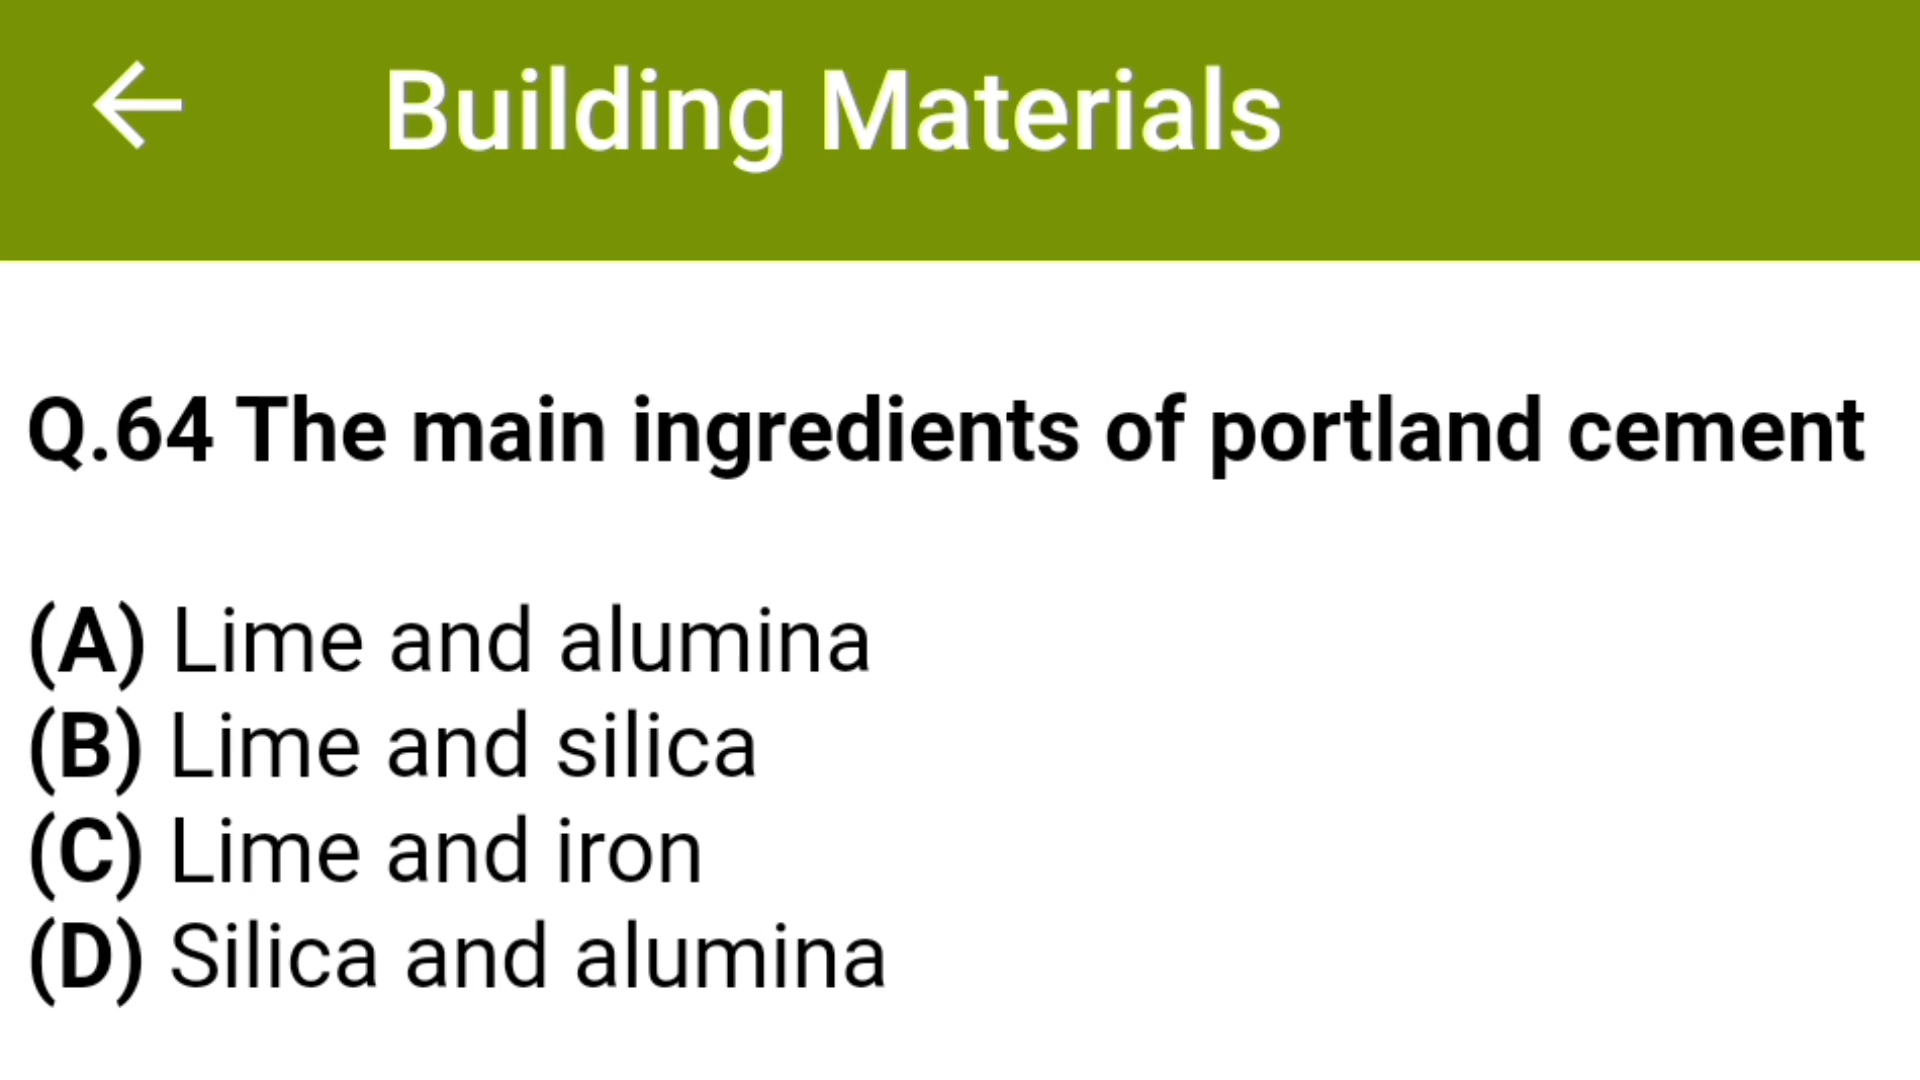 Building Materials
Q.64 The main ingredients of portland cement
(A) Lime and alumina
(B) Lime and silica
(C) Lime and iron
(D) Silica and alumina